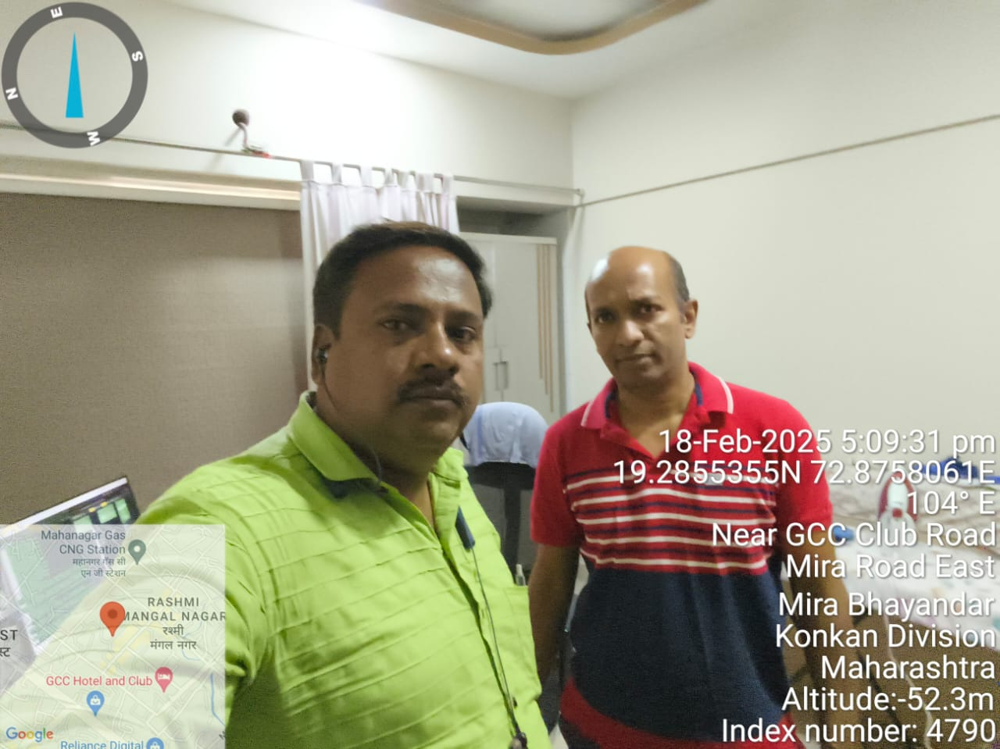 E
S
N
W
18-Feb-2025 5:09:31 pm
19.2855355N 72.8758061E
104° E
Near GCC Club Road
Mira Road East
Mira Bhayandar
Konkan Division
Maharashtra
Altitude:-52.3m
Index number: 4790
Mahanagar Gas
CNG Station
महानगर गॅस सी
एन जी स्टेशन
RASHMI
MANGAL NAGAR
रश्मी
मंगल नगर
ST
स्ट
GCC Hotel and Club
Google
Reliance Digital